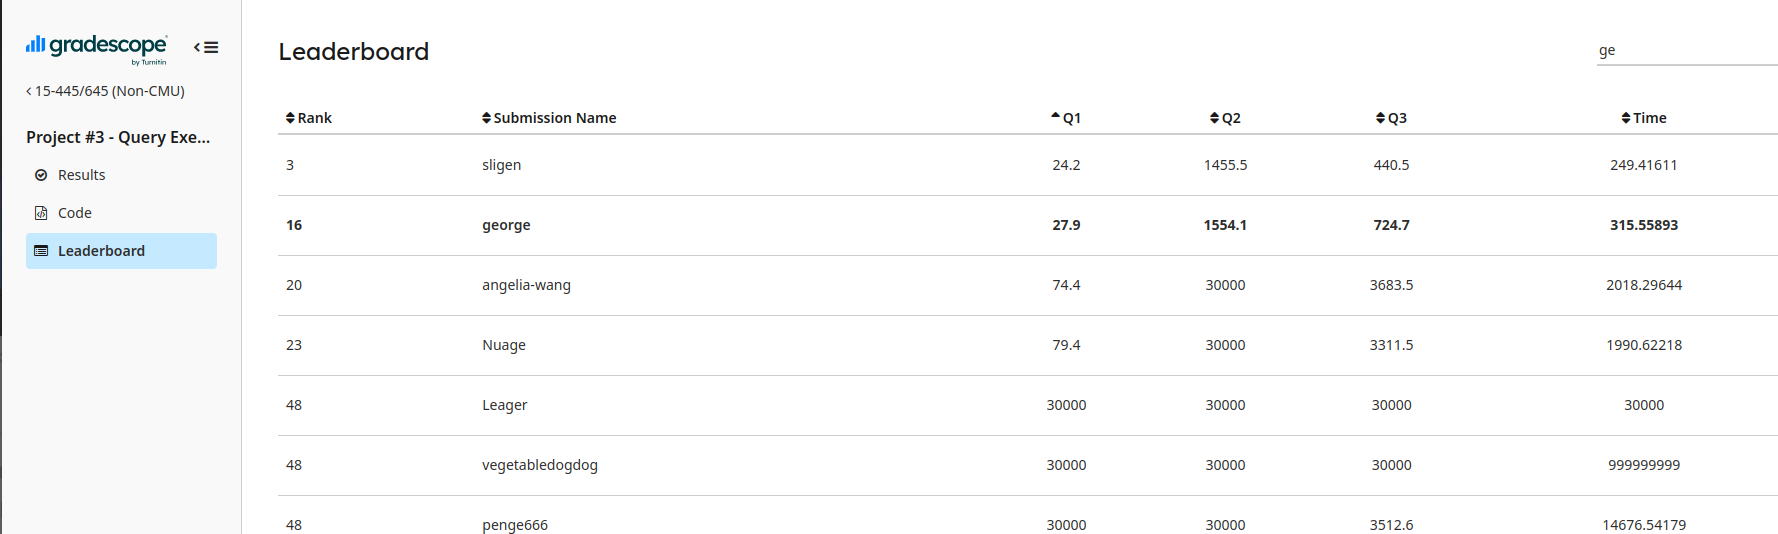 gradescope
by Turnitin
15-445/645 (Non-CMU)
Project #3 - Query Exe...
Results
Code
Leaderboard
Leaderboard
ge
Rank Submission Name Q1 Q2 Q3 Time
3 sligen 24.2 1455.5 440.5 249.41611
16 george 27.9 1554.1 724.7 315.55893
20 angelia-wang 74.4 30000 3683.5 2018.29644
23 Nuage 79.4 30000 3311.5 1990.62218
48 Leager 30000 30000 30000 30000
48 vegetabledogdog 30000 30000 30000 999999999
48 penge666 30000 30000 3512.6 14676.54179